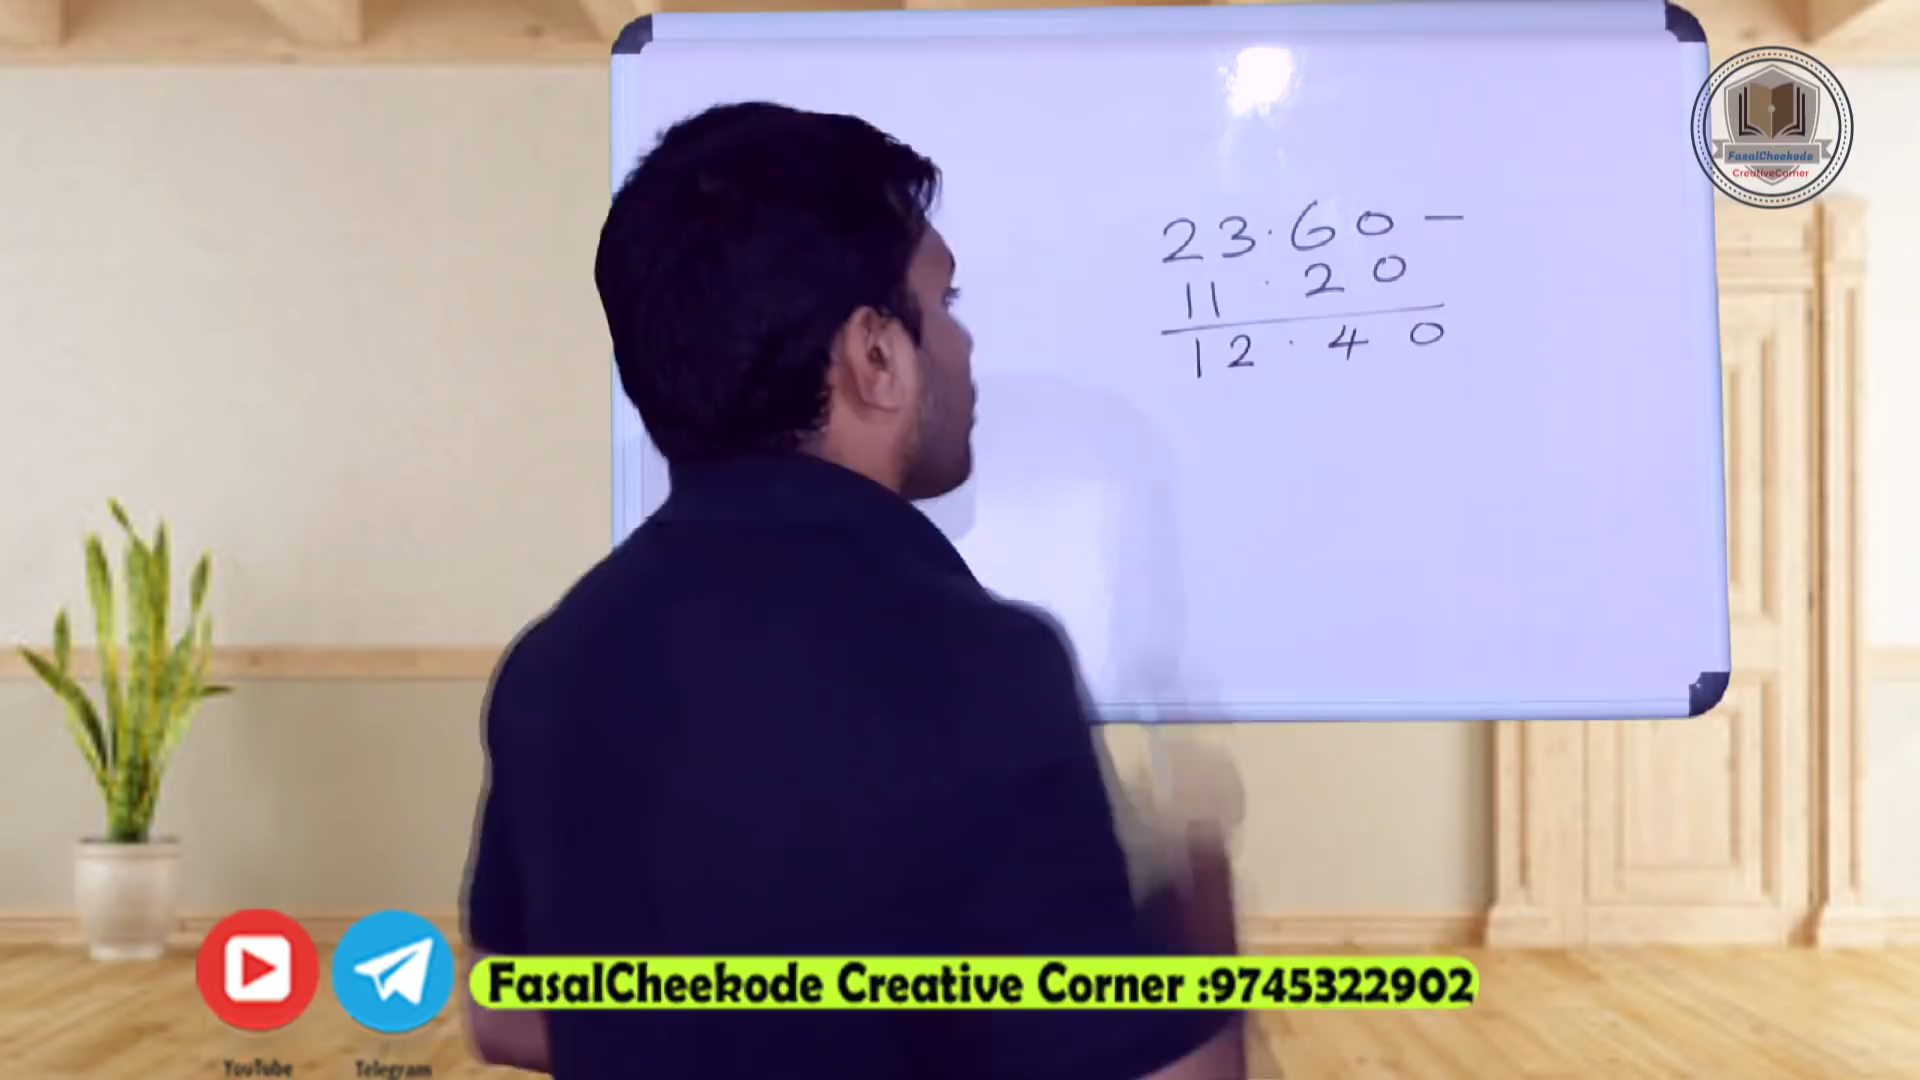 23.60 -
11.20
12.40
FasalCheekode
CreativeCorner
FasalCheekode Creative Corner :9745322902
YouTube
Telegram